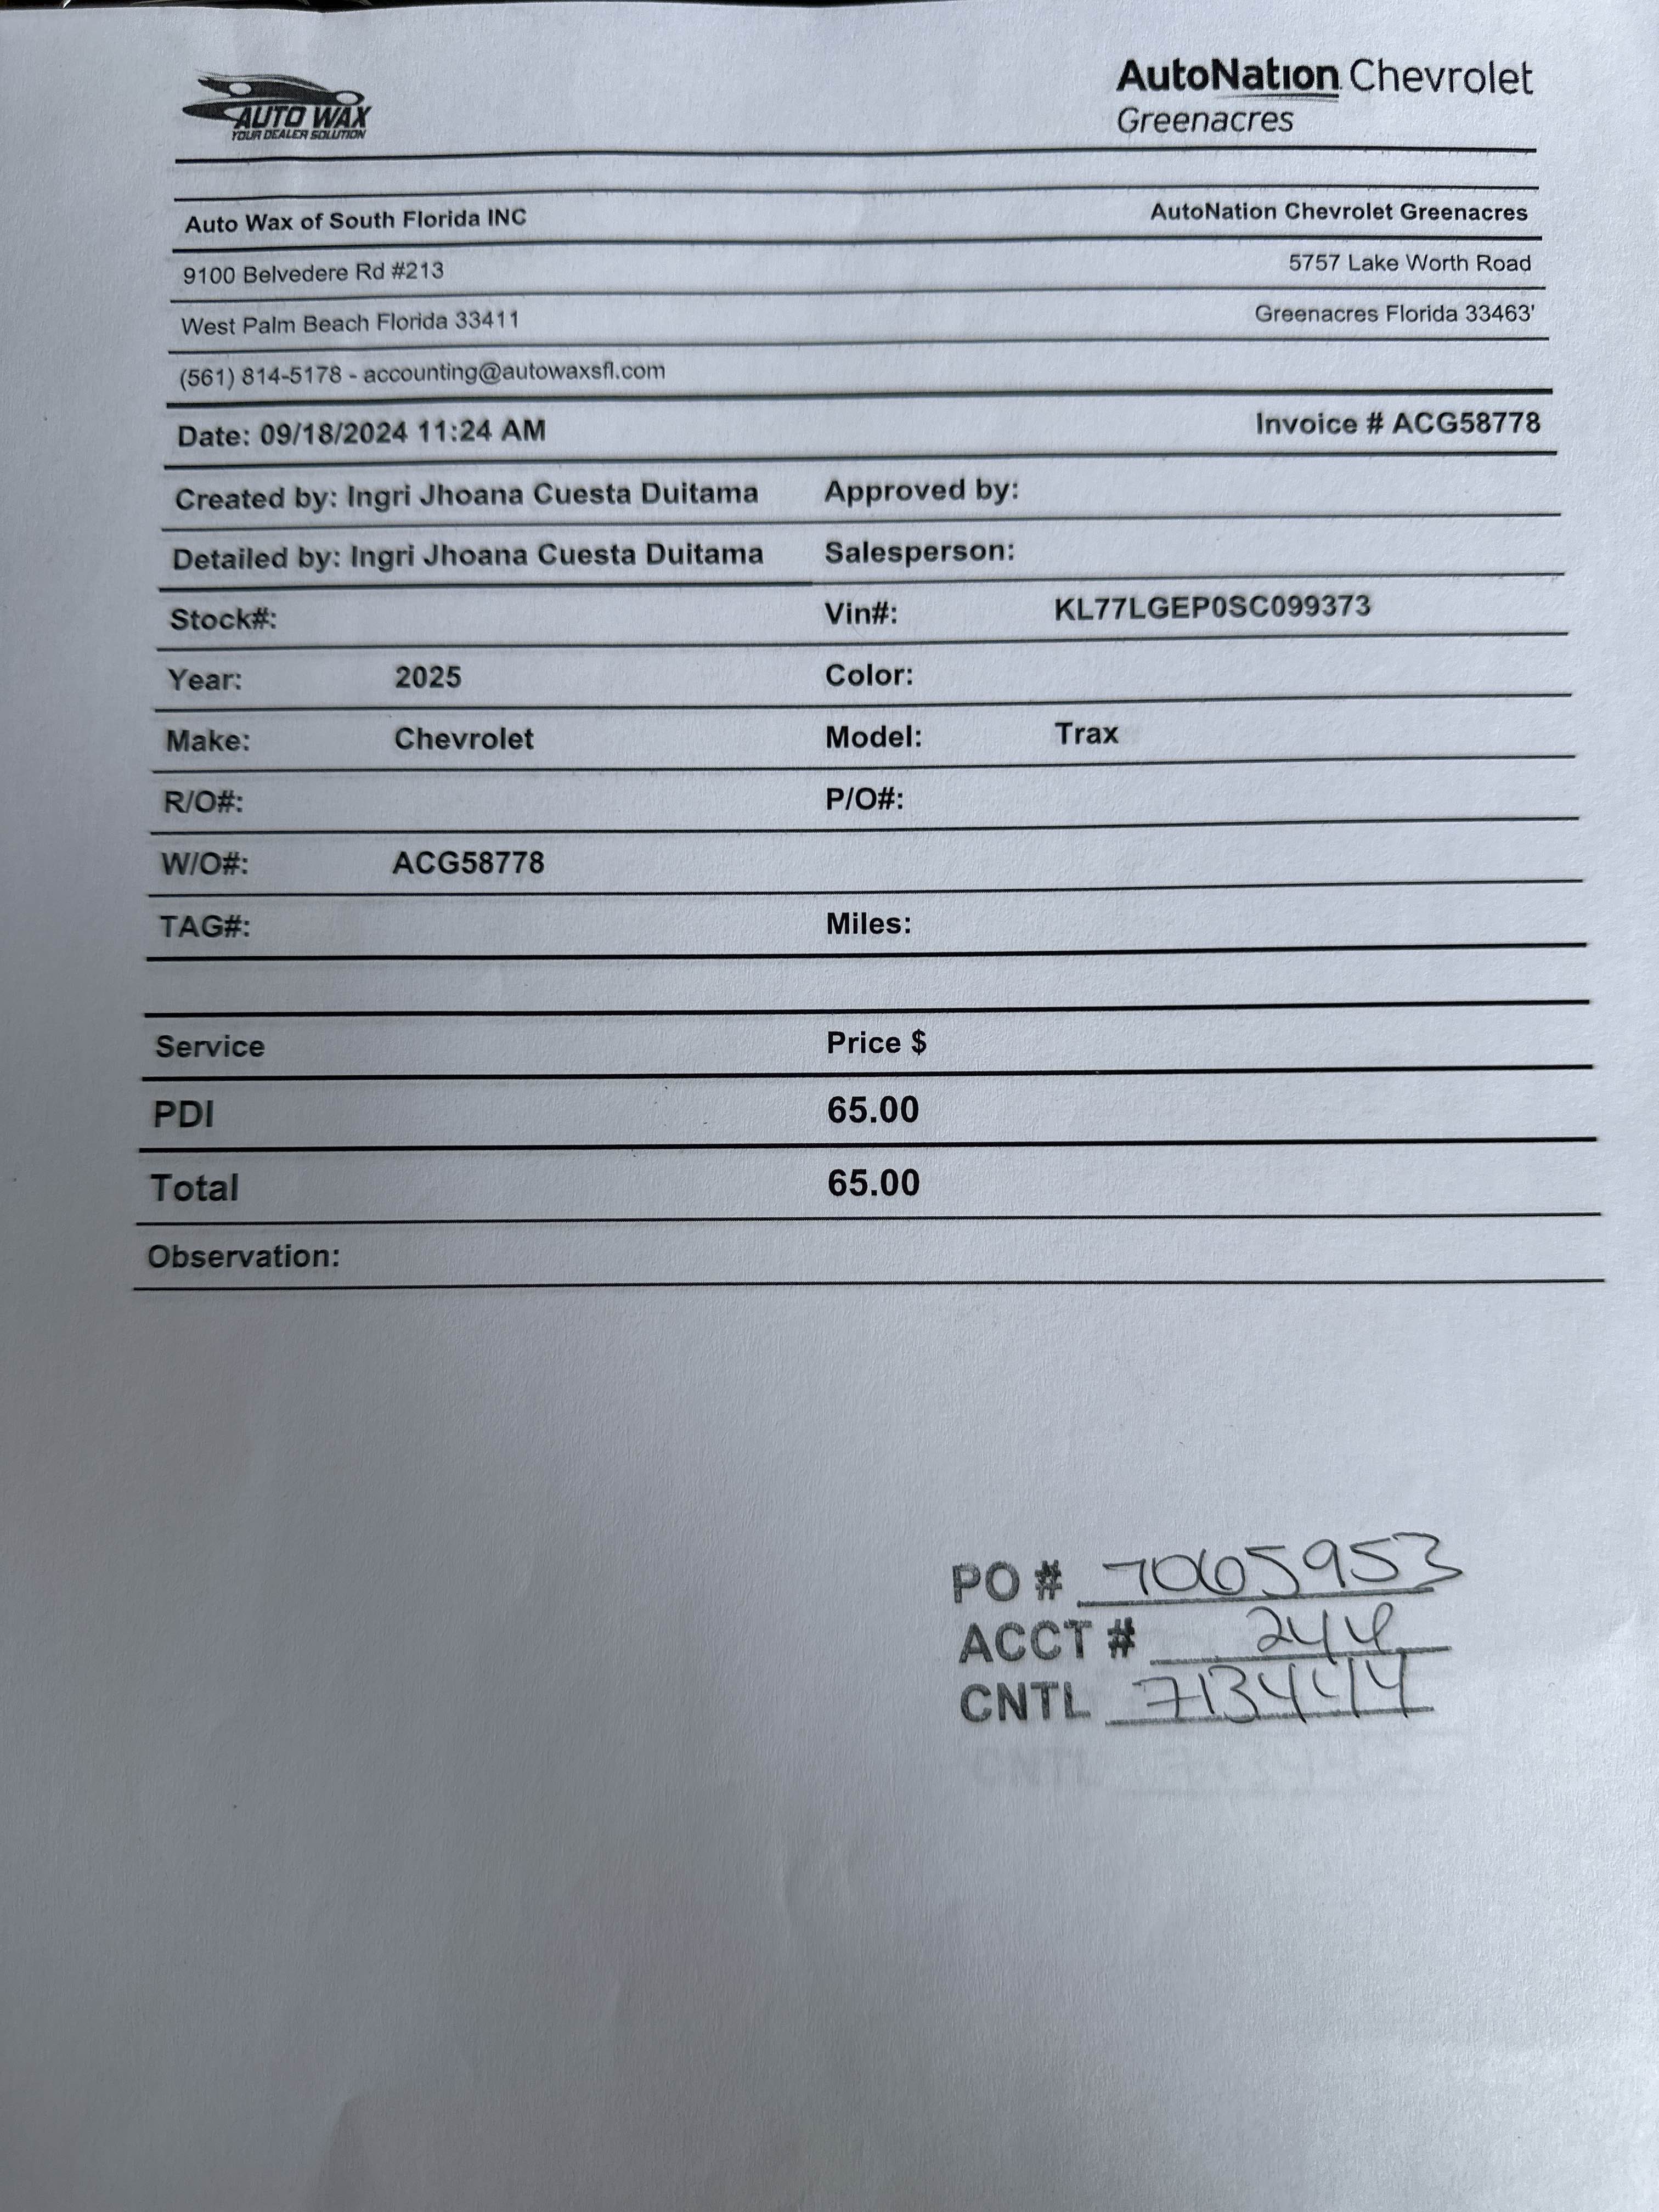 AUTO WAX
YOUR DEALER SOLUTION
AutoNation Chevrolet
Greenacres
Auto Wax of South Florida INC AutoNation Chevrolet Greenacres
9100 Belvedere Rd #213 5757 Lake Worth Road
West Palm Beach Florida 33411 Greenacres Florida 33463'
(561) 814-5178 - accounting@autowaxsfl.com
Date: 09/18/2024 11:24 AM Invoice # ACG58778
Created by: Ingri Jhoana Cuesta Duitama Approved by:
Detailed by: Ingri Jhoana Cuesta Duitama Salesperson:
Stock#: Vin#: KL77LGEP0SC099373
Year: 2025 Color:
Make: Chevrolet Model: Trax
R/O#: P/O#:
W/O#: ACG58778
TAG#: Miles:
Service Price $
PDI 65.00
Total 65.00
Observation:
PO # 7065953
ACCT # 244
CNTL